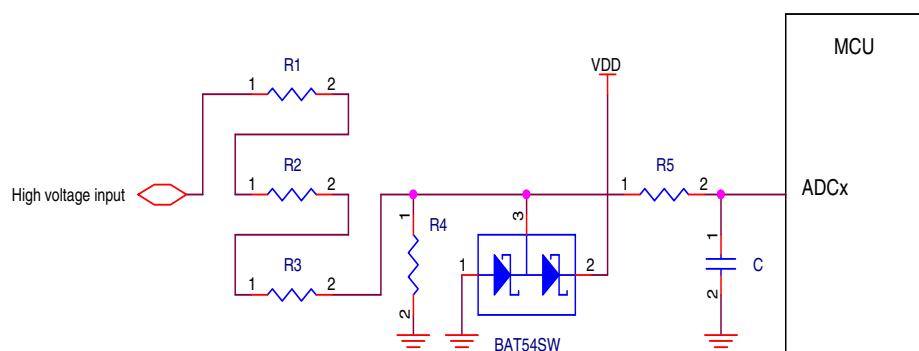 MCU
R1
1 2
VDD
R2
1 2
R5
1 2
High voltage input
ADCx
1
R4
2
3
1 2
BAT54SW
R3
1 2
1
C
2